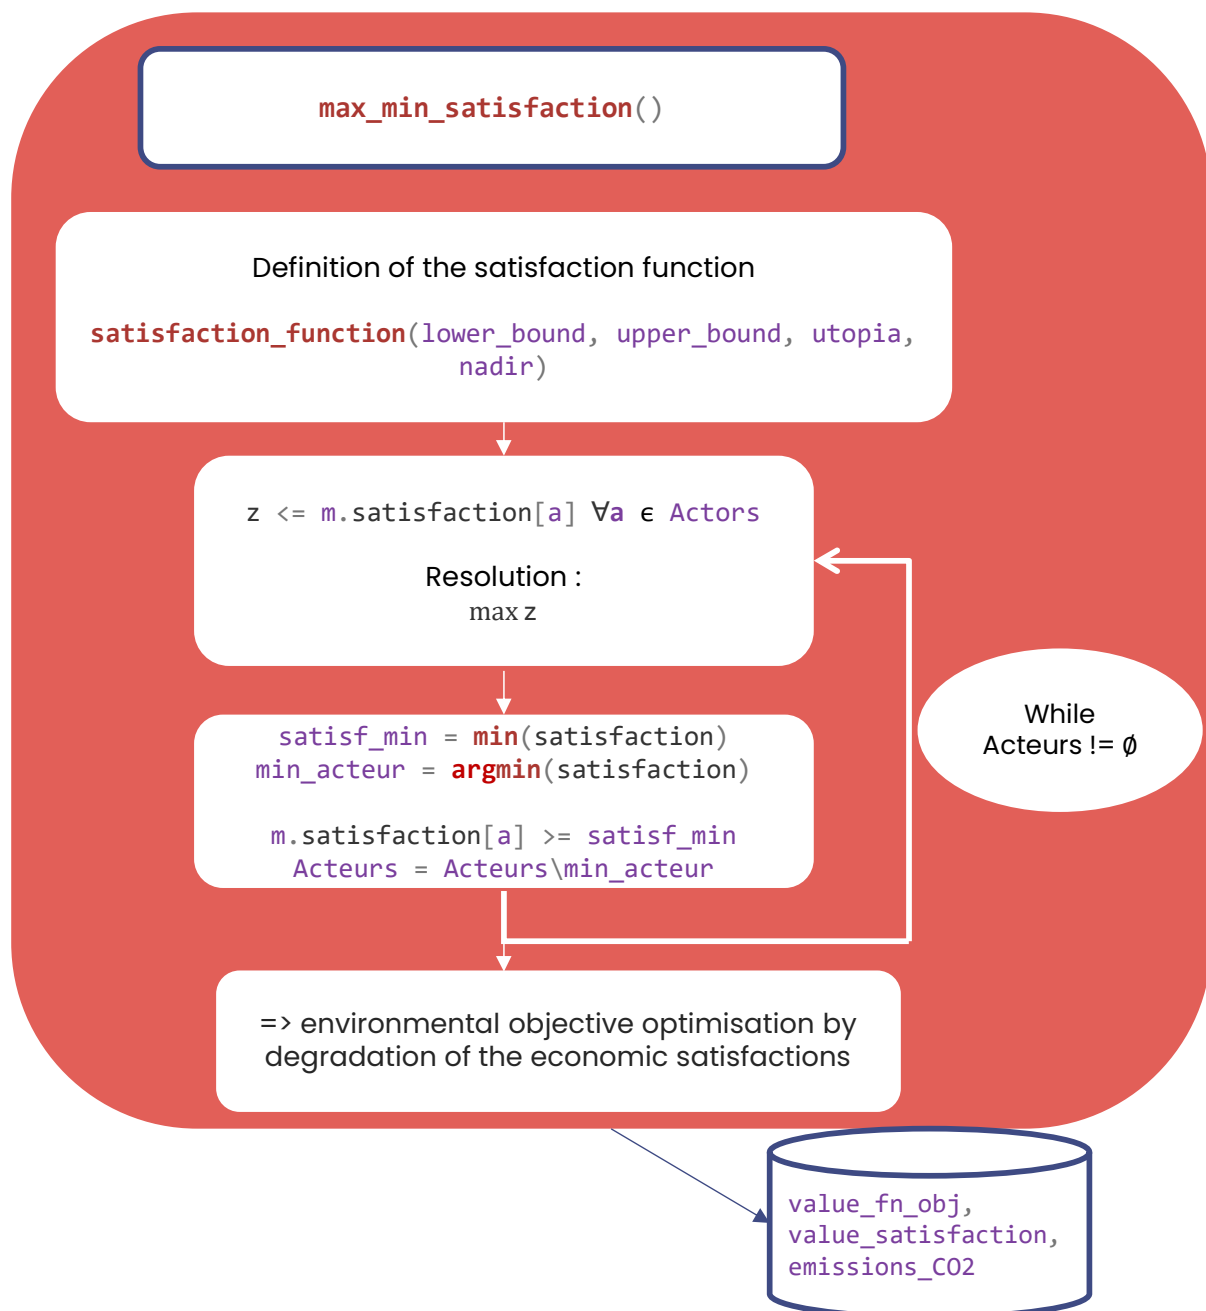 max_min_satisfaction()
Definition of the satisfaction function
satisfaction_function(lower_bound, upper_bound, utopia,
nadir)
z <= m.satisfaction[a] ∀a ϵ Actors
Resolution :
max z
satisf_min = min(satisfaction)
min_acteur = argmin(satisfaction)
m.satisfaction[a] >= satisf_min
Acteurs = Acteurs\min_acteur
While
Acteurs != ∅
=> environmental objective optimisation by
degradation of the economic satisfactions
value_fn_obj,
value_satisfaction,
emissions_CO2